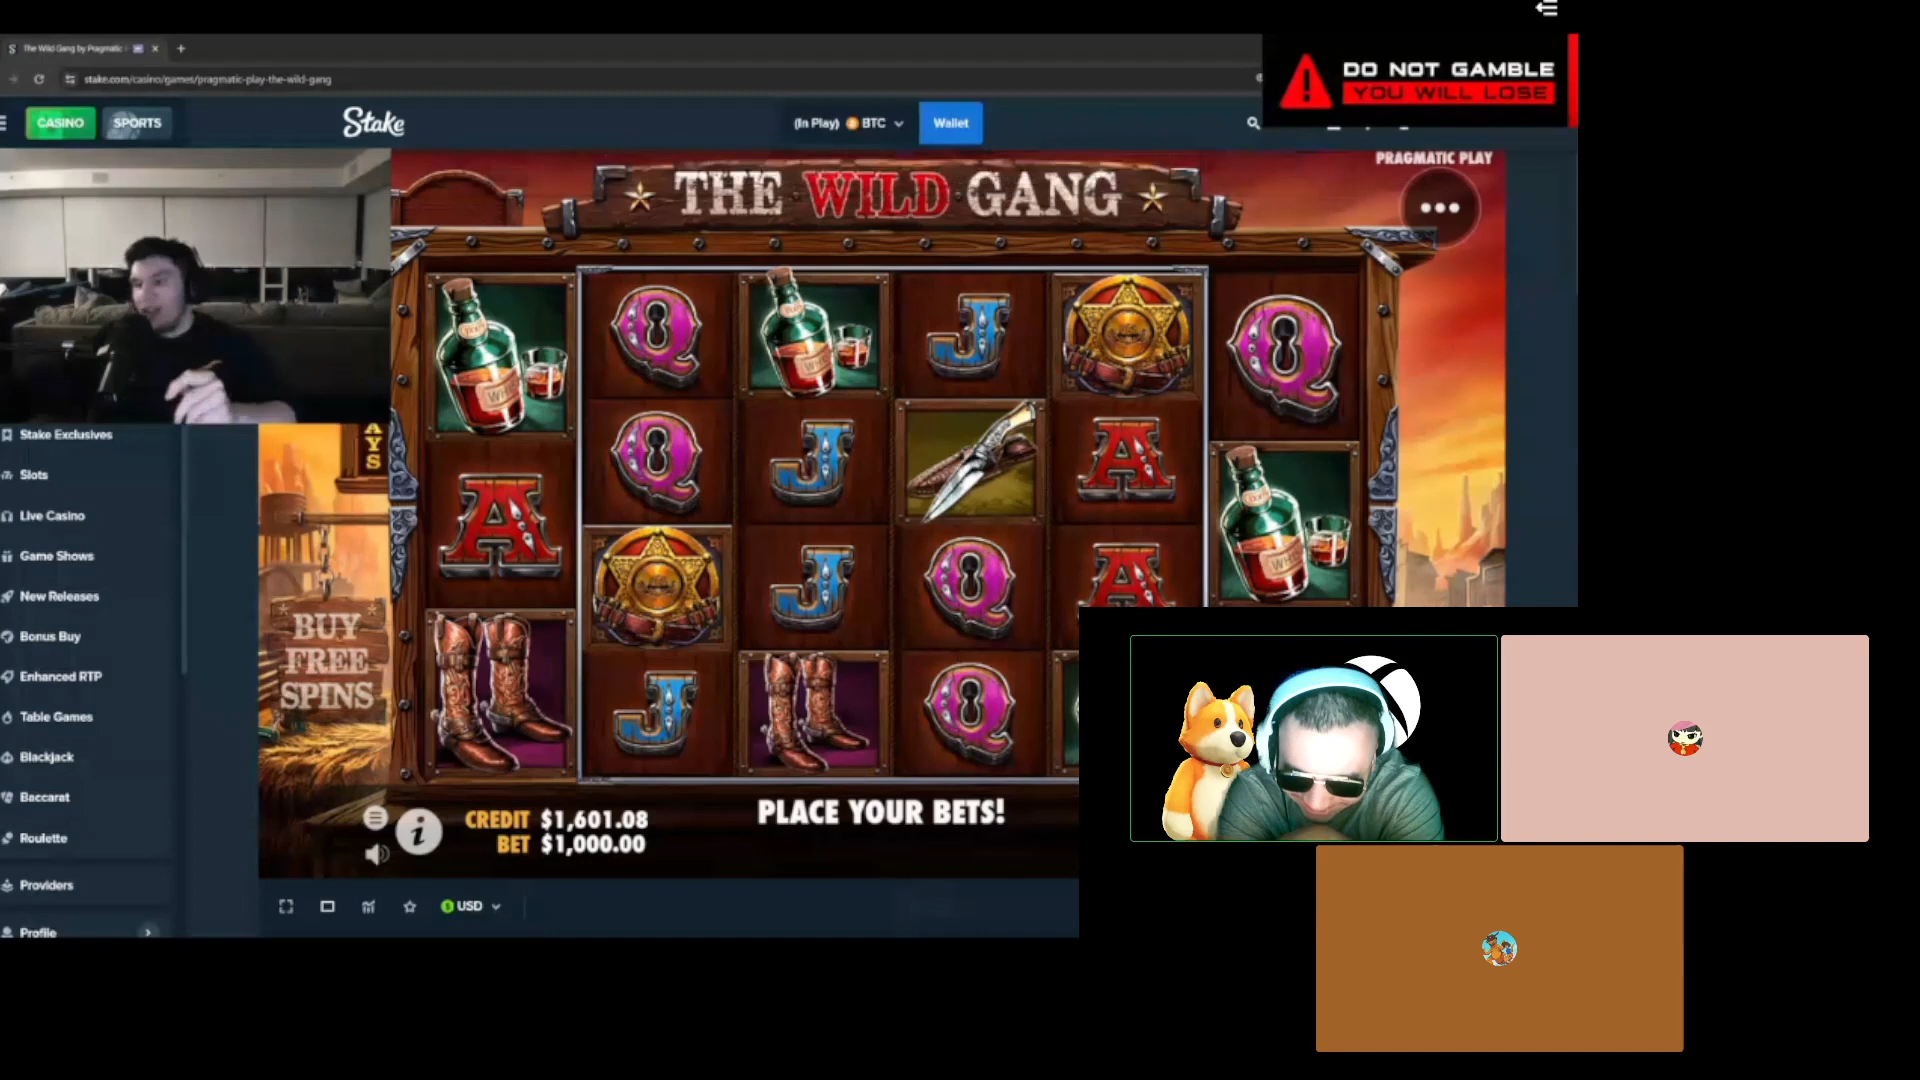 The Wild Gang by Pragmatic
stake.com/casino/games/pragmatic-play-the-wild-gang
DO NOT GAMBLE
YOU WILL LOSE
CASINO
SPORTS
Stake
(In Play) BTC
Wallet
PRAGMATIC PLAY
THE WILD GANG
Q
J
Q
Q
J
A
A
J
Q
A
J
Q
AYS
Stake Exclusives
Slots
Live Casino
Game Shows
New Releases
Bonus Buy
Enhanced RTP
Table Games
Blackjack
Baccarat
Roulette
Providers
Profile
BUY
FREE
SPINS
CREDIT $1,601.08
BET $1,000.00
PLACE YOUR BETS!
USD